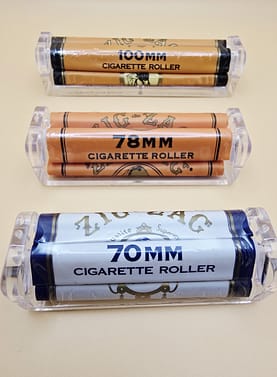 100MM
CIGARETTE ROLLER
ZIG-ZAG
78MM
CIGARETTE ROLLER
ZIG-ZAG
70MM
CIGARETTE ROLLER